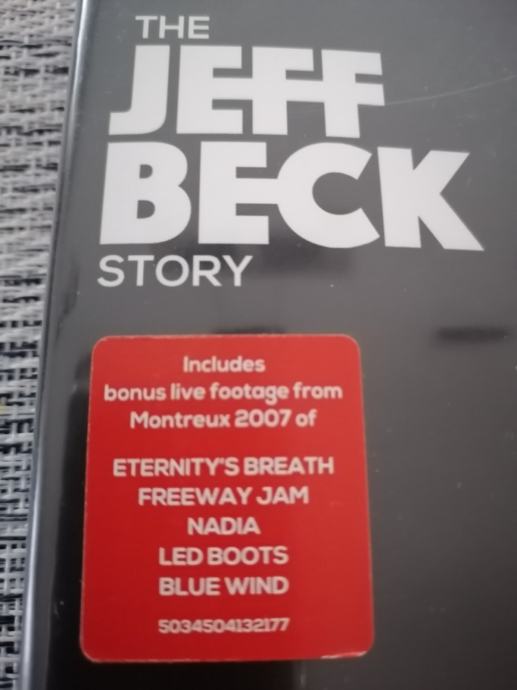 THE
JEFF
BECK
STORY
Includes
bonus live footage from
Montreux 2007 of
ETERNITY'S BREATH
FREEWAY JAM
NADIA
LED BOOTS
BLUE WIND
5034504132177